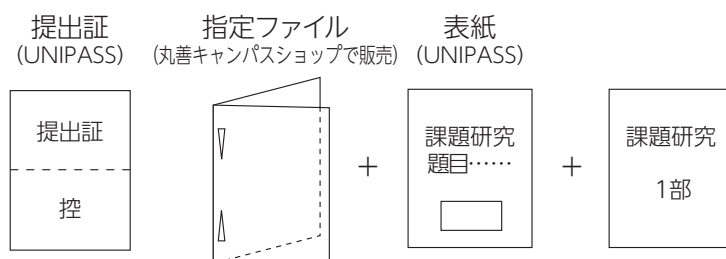 提出証
(UNIPASS)
指定ファイル
(丸善キャンパスショップで販売)
表紙
(UNIPASS)
提出証
控
+
課題研究
題目……
+
課題研究
1部